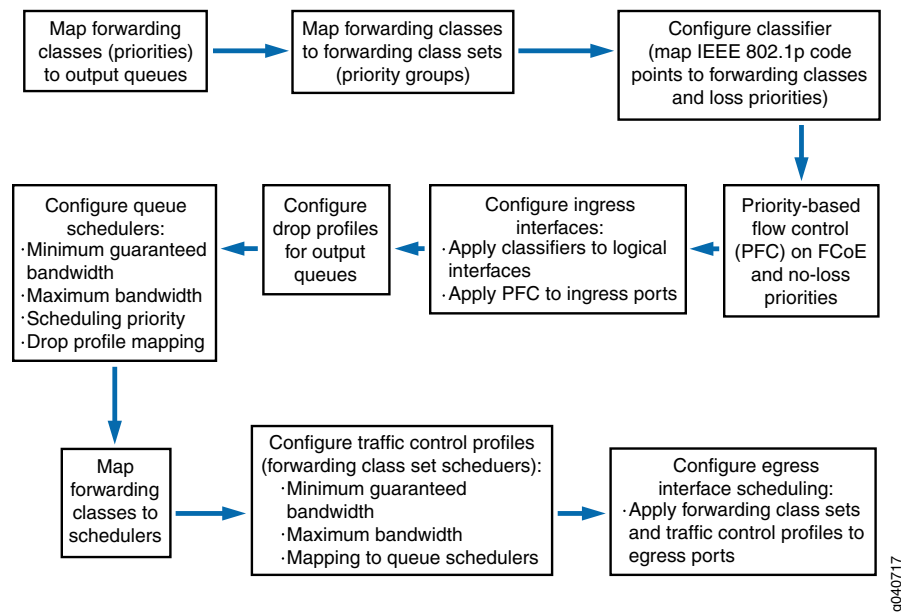 Map forwarding
classes (priorities)
to output queues
Map forwarding classes
to forwarding class sets
(priority groups)
Configure classifier
(map IEEE 802.1p code
points to forwarding classes
and loss priorities)
Priority-based
flow control
(PFC) on FCoE
and no-loss
priorities
Configure ingress
interfaces:
·Apply classifiers to logical
interfaces
·Apply PFC to ingress ports
Configure
drop profiles
for output
queues
Configure queue
schedulers:
·Minimum guaranteed
bandwidth
·Maximum bandwidth
·Scheduling priority
·Drop profile mapping
Map
forwarding
classes to
schedulers
Configure traffic control profiles
(forwarding class set scheduers):
·Minimum guaranteed
bandwidth
·Maximum bandwidth
·Mapping to queue schedulers
Configure egress
interface scheduling:
·Apply forwarding class sets
and traffic control profiles to
egress ports
g040717